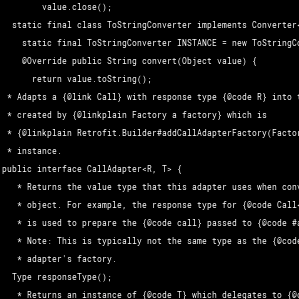 value.close();
static final class ToStringConverter implements Converter<
static final ToStringConverter INSTANCE = new ToStringCo
@Override public String convert(Object value) {
return value.toString();
* Adapts a {@link Call} with response type {@code R} into t
* created by {@linkplain Factory a factory} which is
* {@linkplain Retrofit.Builder#addCallAdapterFactory(Factor
* instance.
public interface CallAdapter<R, T> {
* Returns the value type that this adapter uses when conv
* object. For example, the response type for {@code Call<
* is used to prepare the {@code call} passed to {@code #a
* Note: This is typically not the same type as the {@code
* adapter's factory.
Type responseType();
* Returns an instance of {@code T} which delegates to {@c